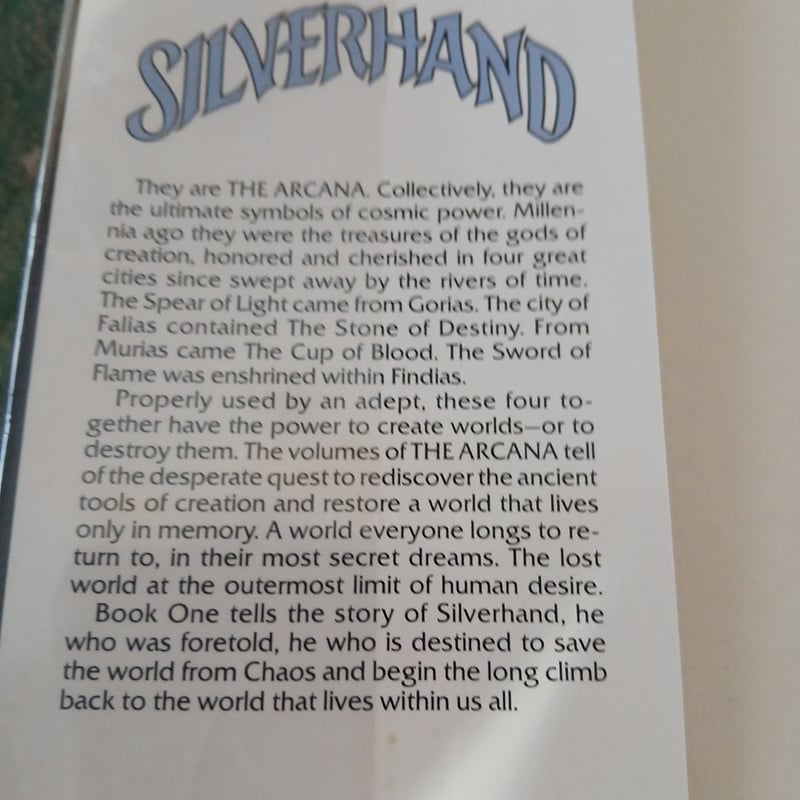 SILVERHAND
They are THE ARCANA. Collectively, they are
the ultimate symbols of cosmic power. Millen-
nia ago they were the treasures of the gods of
creation, honored and cherished in four great
cities since swept away by the rivers of time.
The Spear of Light came from Gorias. The city of
Falias contained The Stone of Destiny. From
Murias came The Cup of Blood. The Sword of
Flame was enshrined within Findias.
Properly used by an adept, these four to-
gether have the power to create worlds—or to
destroy them. The volumes of THE ARCANA tell
of the desperate quest to rediscover the ancient
tools of creation and restore a world that lives
only in memory. A world everyone longs to re-
turn to, in their most secret dreams. The lost
world at the outermost limit of human desire.
Book One tells the story of Silverhand, he
who was foretold, he who is destined to save
the world from Chaos and begin the long climb
back to the world that lives within us all.